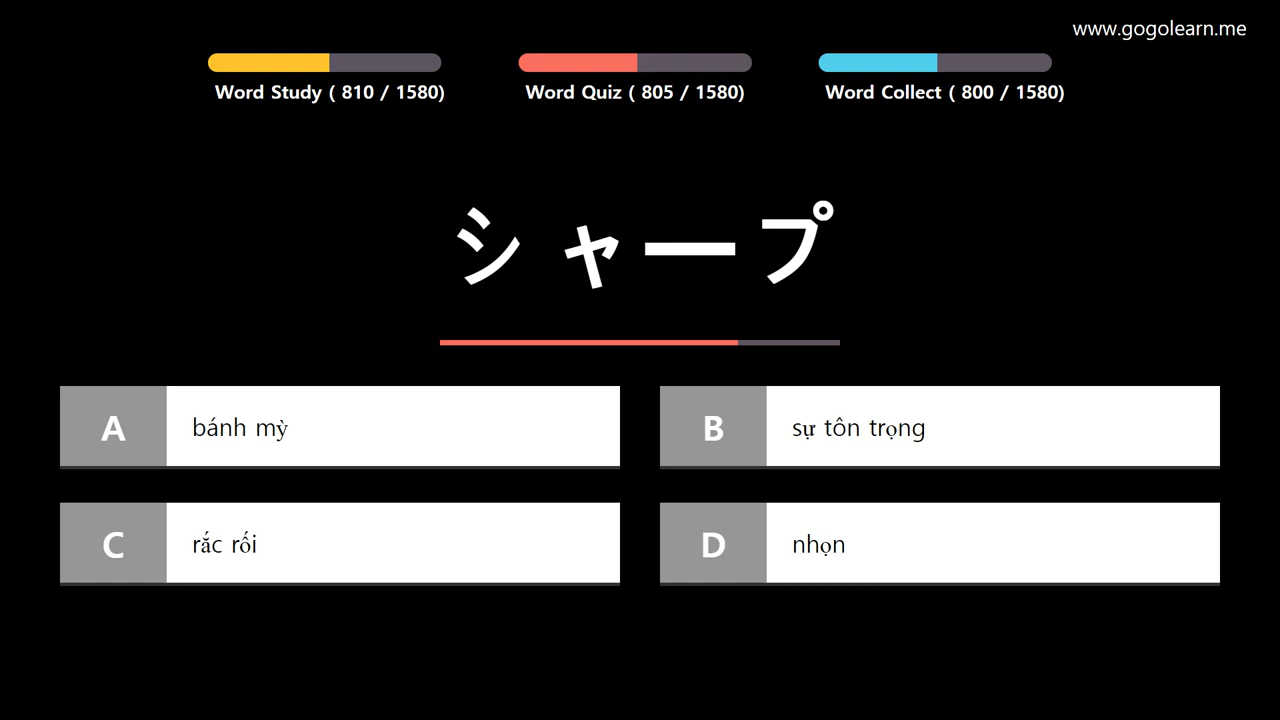 www.gogolearn.me
Word Study ( 810 / 1580)
Word Quiz ( 805 / 1580)
Word Collect ( 800 / 1580)
シャープ
A
bánh mỳ
B
sự tôn trọng
C
rắc rối
D
nhọn